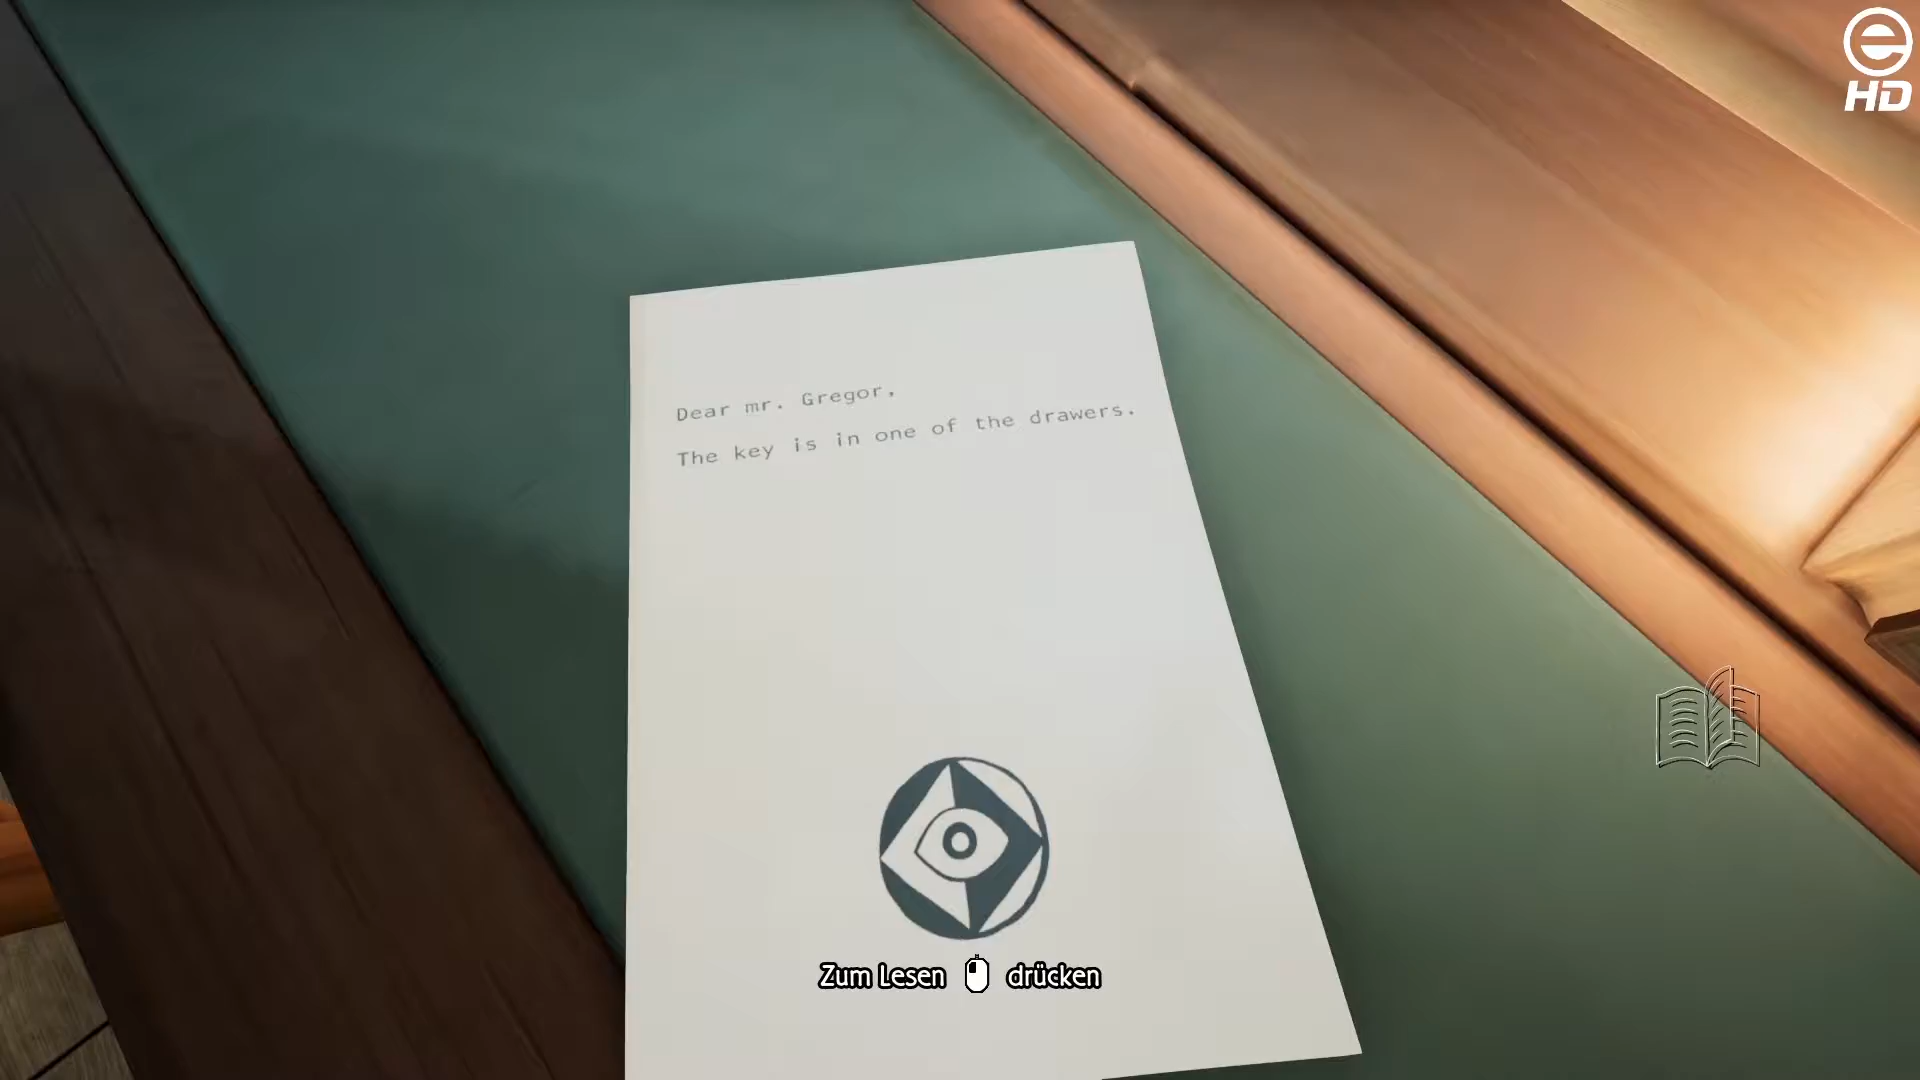 e
HD
Dear mr. Gregor,
The key is in one of the drawers.
Zum Lesen drücken